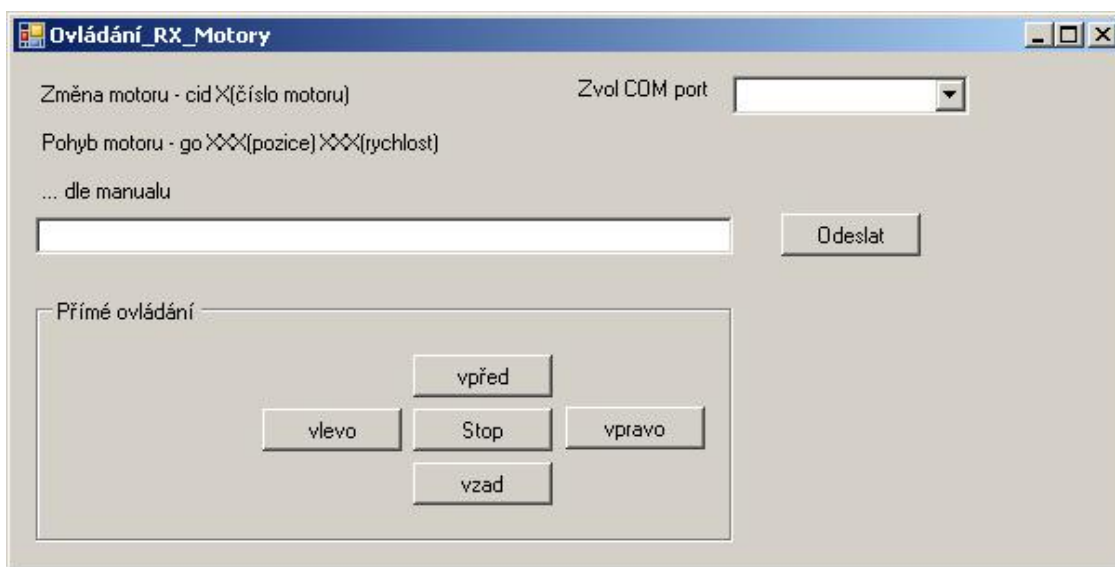 Ovládání_RX_Motory
Změna motoru - cid X(číslo motoru)
Zvol COM port
Pohyb motoru - go XXX(pozice) XXX(rychlost)
... dle manualu
Odeslat
Přímé ovládání
vpřed
vlevo Stop vpravo
vzad